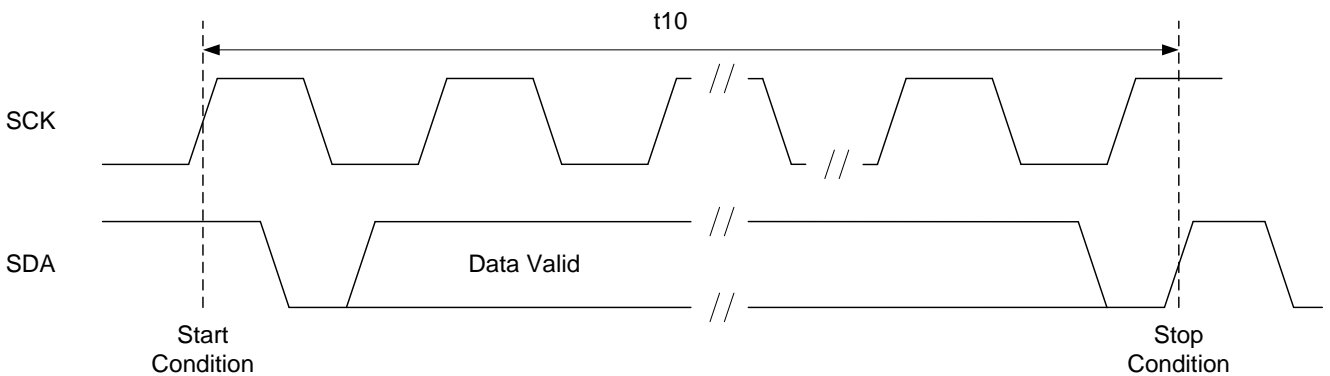 t10
SCK
SDA
Data Valid
Start
Condition
Stop
Condition